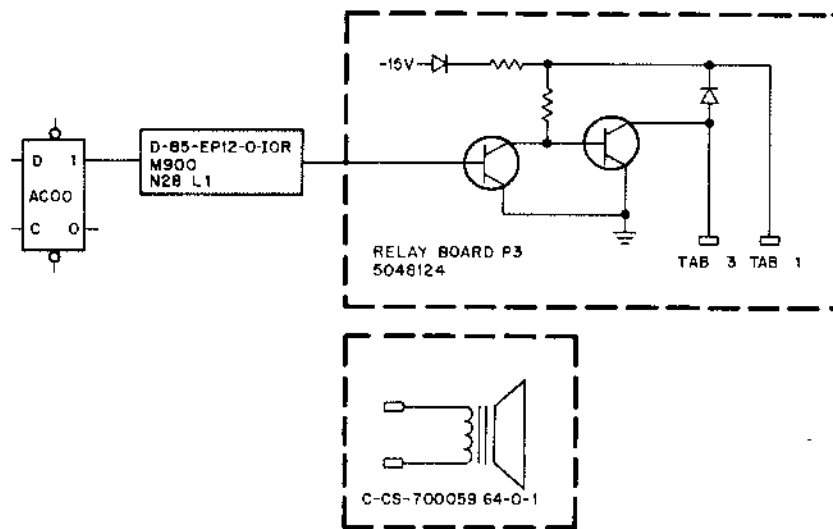 -15V
D 1
AC00
C 0
D-85-EP12-0-IOR
M900
N28 L1
RELAY BOARD P3
5048124
TAB 3 TAB 1
C-CS-700059 64-0-1